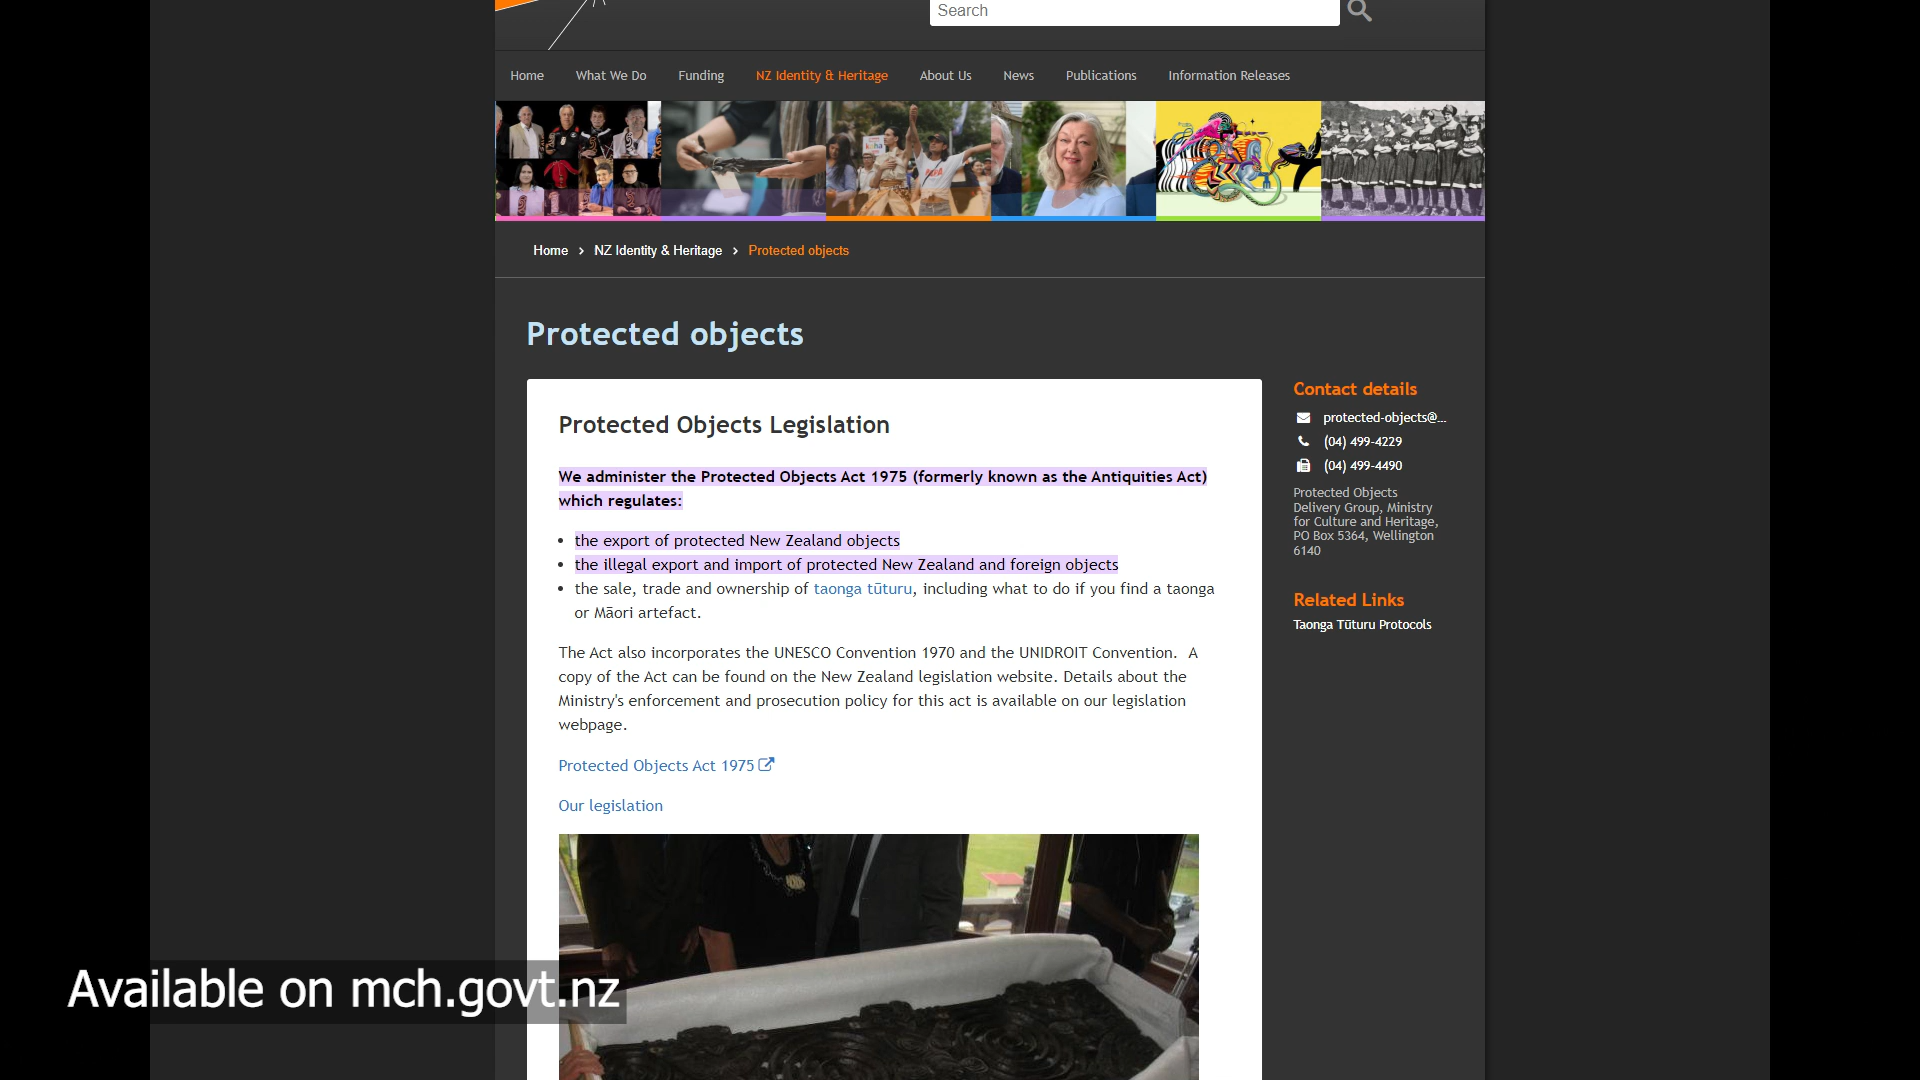 Search
Home What We Do Funding NZ Identity & Heritage About Us News Publications Information Releases
Home › NZ Identity & Heritage › Protected objects
Protected objects
Protected Objects Legislation
We administer the Protected Objects Act 1975 (formerly known as the Antiquities Act)
which regulates:
• the export of protected New Zealand objects
• the illegal export and import of protected New Zealand and foreign objects
• the sale, trade and ownership of taonga tūturu, including what to do if you find a taonga
or Māori artefact.
The Act also incorporates the UNESCO Convention 1970 and the UNIDROIT Convention. A
copy of the Act can be found on the New Zealand legislation website. Details about the
Ministry's enforcement and prosecution policy for this act is available on our legislation
webpage.
Protected Objects Act 1975
Our legislation
Contact details
protected-objects@...
(04) 499-4229
(04) 499-4490
Protected Objects
Delivery Group, Ministry
for Culture and Heritage,
PO Box 5364, Wellington
6140
Related Links
Taonga Tūturu Protocols
Available on mch.govt.nz